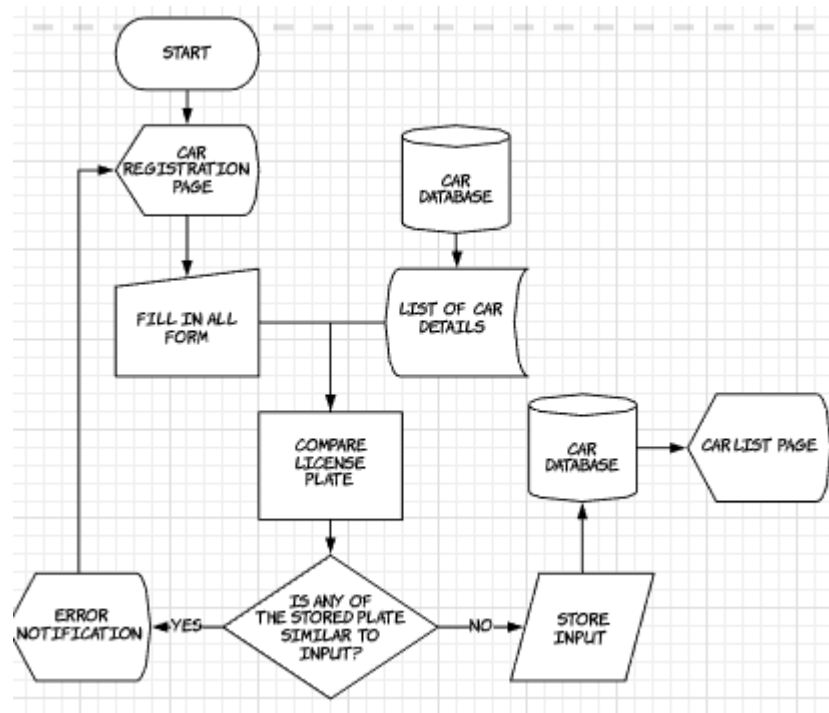 START
CAR
REGISTRATION
PAGE
CAR
DATABASE
FILL IN ALL
FORM
LIST OF CAR
DETAILS
COMPARE
LICENSE
PLATE
CAR
DATABASE
CAR LIST PAGE
IS ANY OF
THE STORED PLATE
SIMILAR TO
INPUT?
YES
NO
ERROR
NOTIFICATION
STORE
INPUT